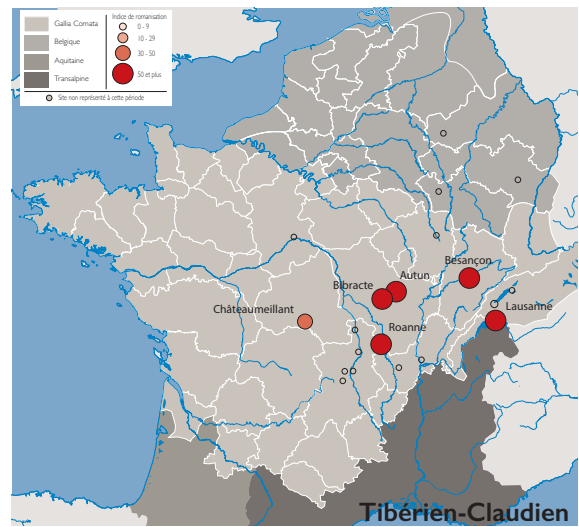 Gallia Comata
Belgique
Aquitaine
Transalpine
Indice de romanisation
0 - 9
10 - 29
30 - 50
50 et plus
Site non représenté à cette période
Besançon
Autun
Bibracte
Châteaumeillant
Lausanne
Roanne
Tibérien-Claudien